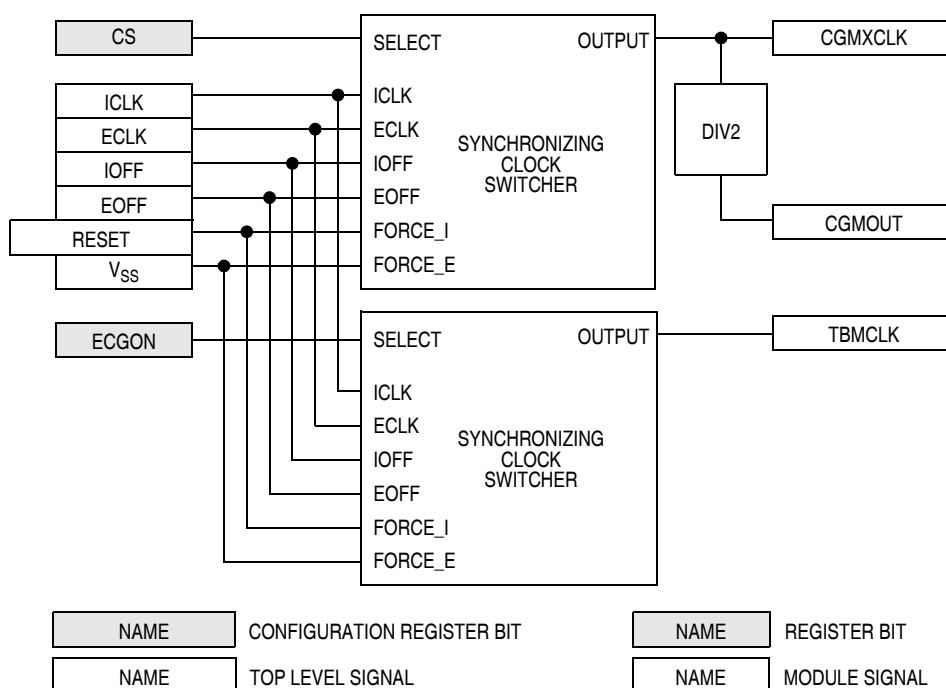 CS
SELECT
OUTPUT
CGMXCLK
ICLK
ICLK
ECLK
ECLK
DIV2
IOFF
IOFF
SYNCHRONIZING
CLOCK
SWITCHER
EOFF
EOFF
RESET
FORCE_I
CGMOUT
VSS
FORCE_E
ECGON
SELECT
OUTPUT
TBMCLK
ICLK
ECLK
SYNCHRONIZING
CLOCK
SWITCHER
IOFF
EOFF
FORCE_I
FORCE_E
NAME CONFIGURATION REGISTER BIT
NAME REGISTER BIT
NAME TOP LEVEL SIGNAL
NAME MODULE SIGNAL